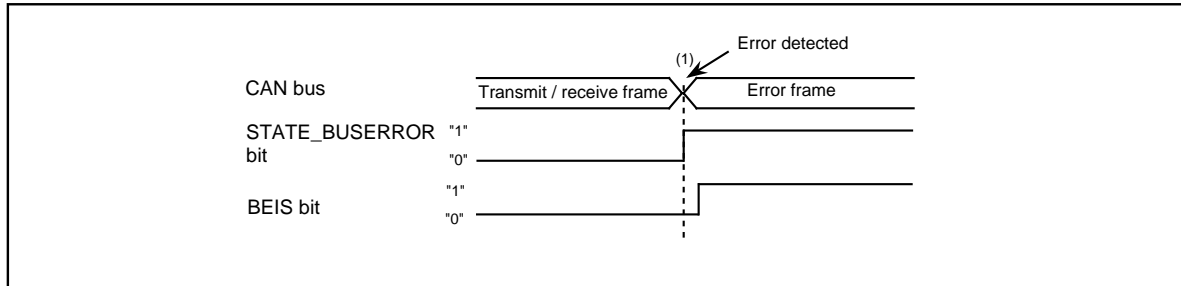 Error detected
(1)
CAN bus
Transmit / receive frame
Error frame
STATE_BUSERROR
bit
"1"
"0"
BEIS bit
"1"
"0"